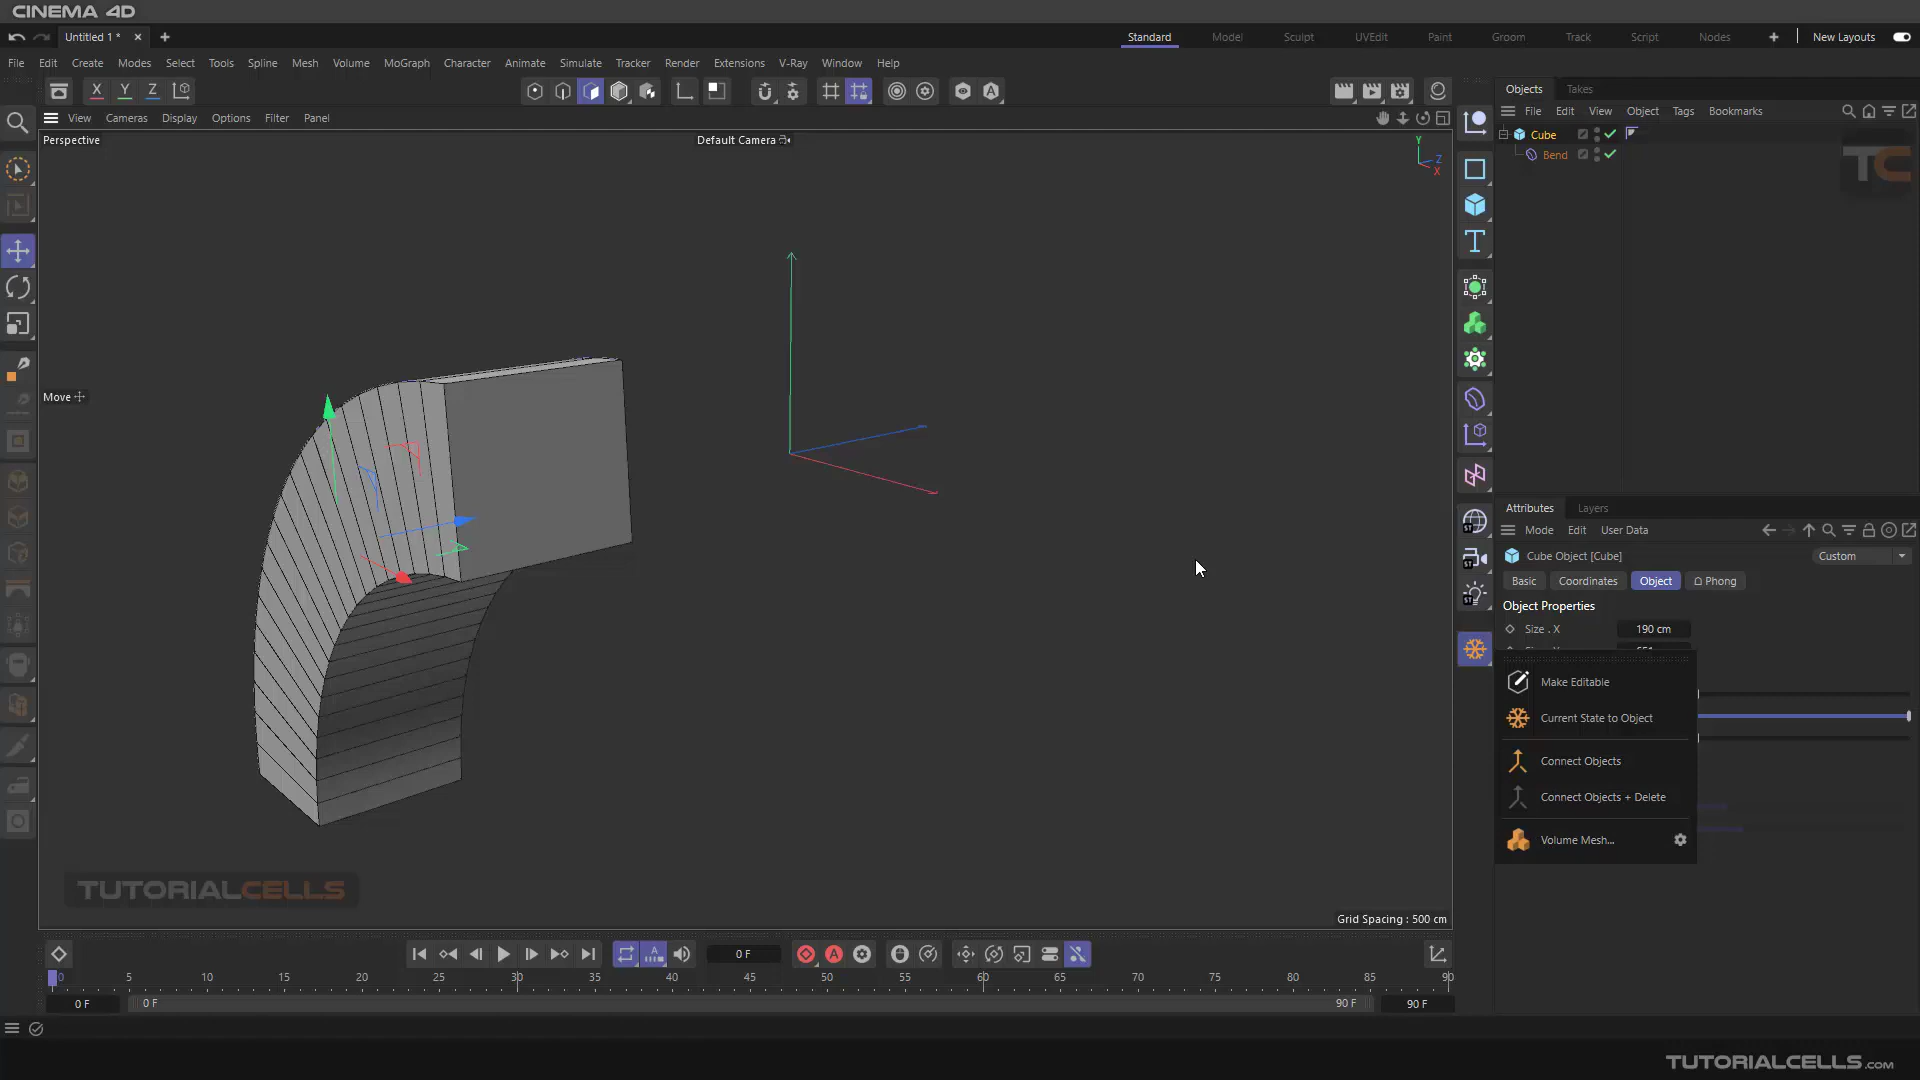 CINEMA 4D
Untitled 1 *
Standard Model Sculpt UVEdit Paint Groom Track Script Nodes New Layouts
File Edit Create Modes Select Tools Spline Mesh Volume MoGraph Character Animate Simulate Tracker Render Extensions V-Ray Window Help
X Y Z
Objects Takes
View Cameras Display Options Filter Panel
File Edit View Object Tags Bookmarks
Perspective
Default Camera
Y
Z
X
Cube
Bend
TC
Move
Attributes Layers
Mode Edit User Data
Cube Object [Cube]
Custom
Basic Coordinates Object Phong
Object Properties
Size . X 190 cm
Make Editable
Current State to Object
Connect Objects
Connect Objects + Delete
Volume Mesh...
TUTORIALCELLS
Grid Spacing : 500 cm
0 F
0 5 10 15 20 25 30 35 40 45 50 55 60 65 70 75 80 85 90
0 F 0 F 90 F 90 F
TUTORIALCELLS.COM